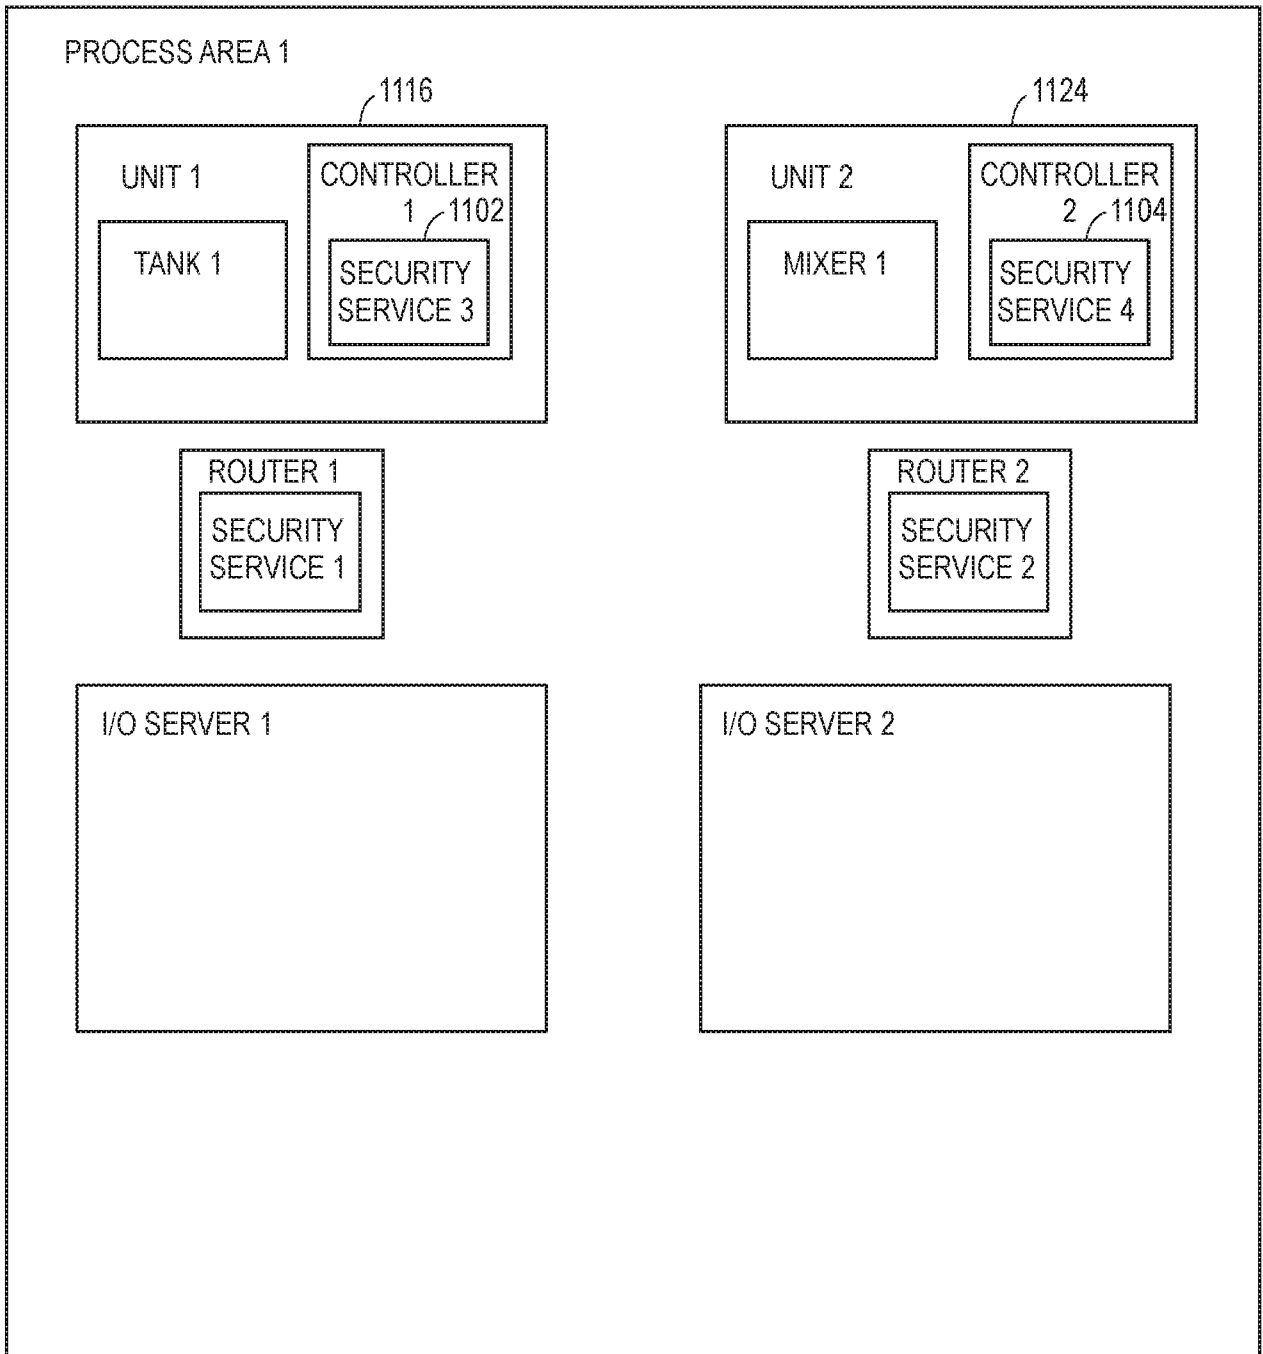 PROCESS AREA 1
1116
1124
UNIT 1
CONTROLLER
1
1102
TANK 1
SECURITY
SERVICE 3
UNIT 2
CONTROLLER
2
1104
MIXER 1
SECURITY
SERVICE 4
ROUTER 1
SECURITY
SERVICE 1
ROUTER 2
SECURITY
SERVICE 2
I/O SERVER 1
I/O SERVER 2